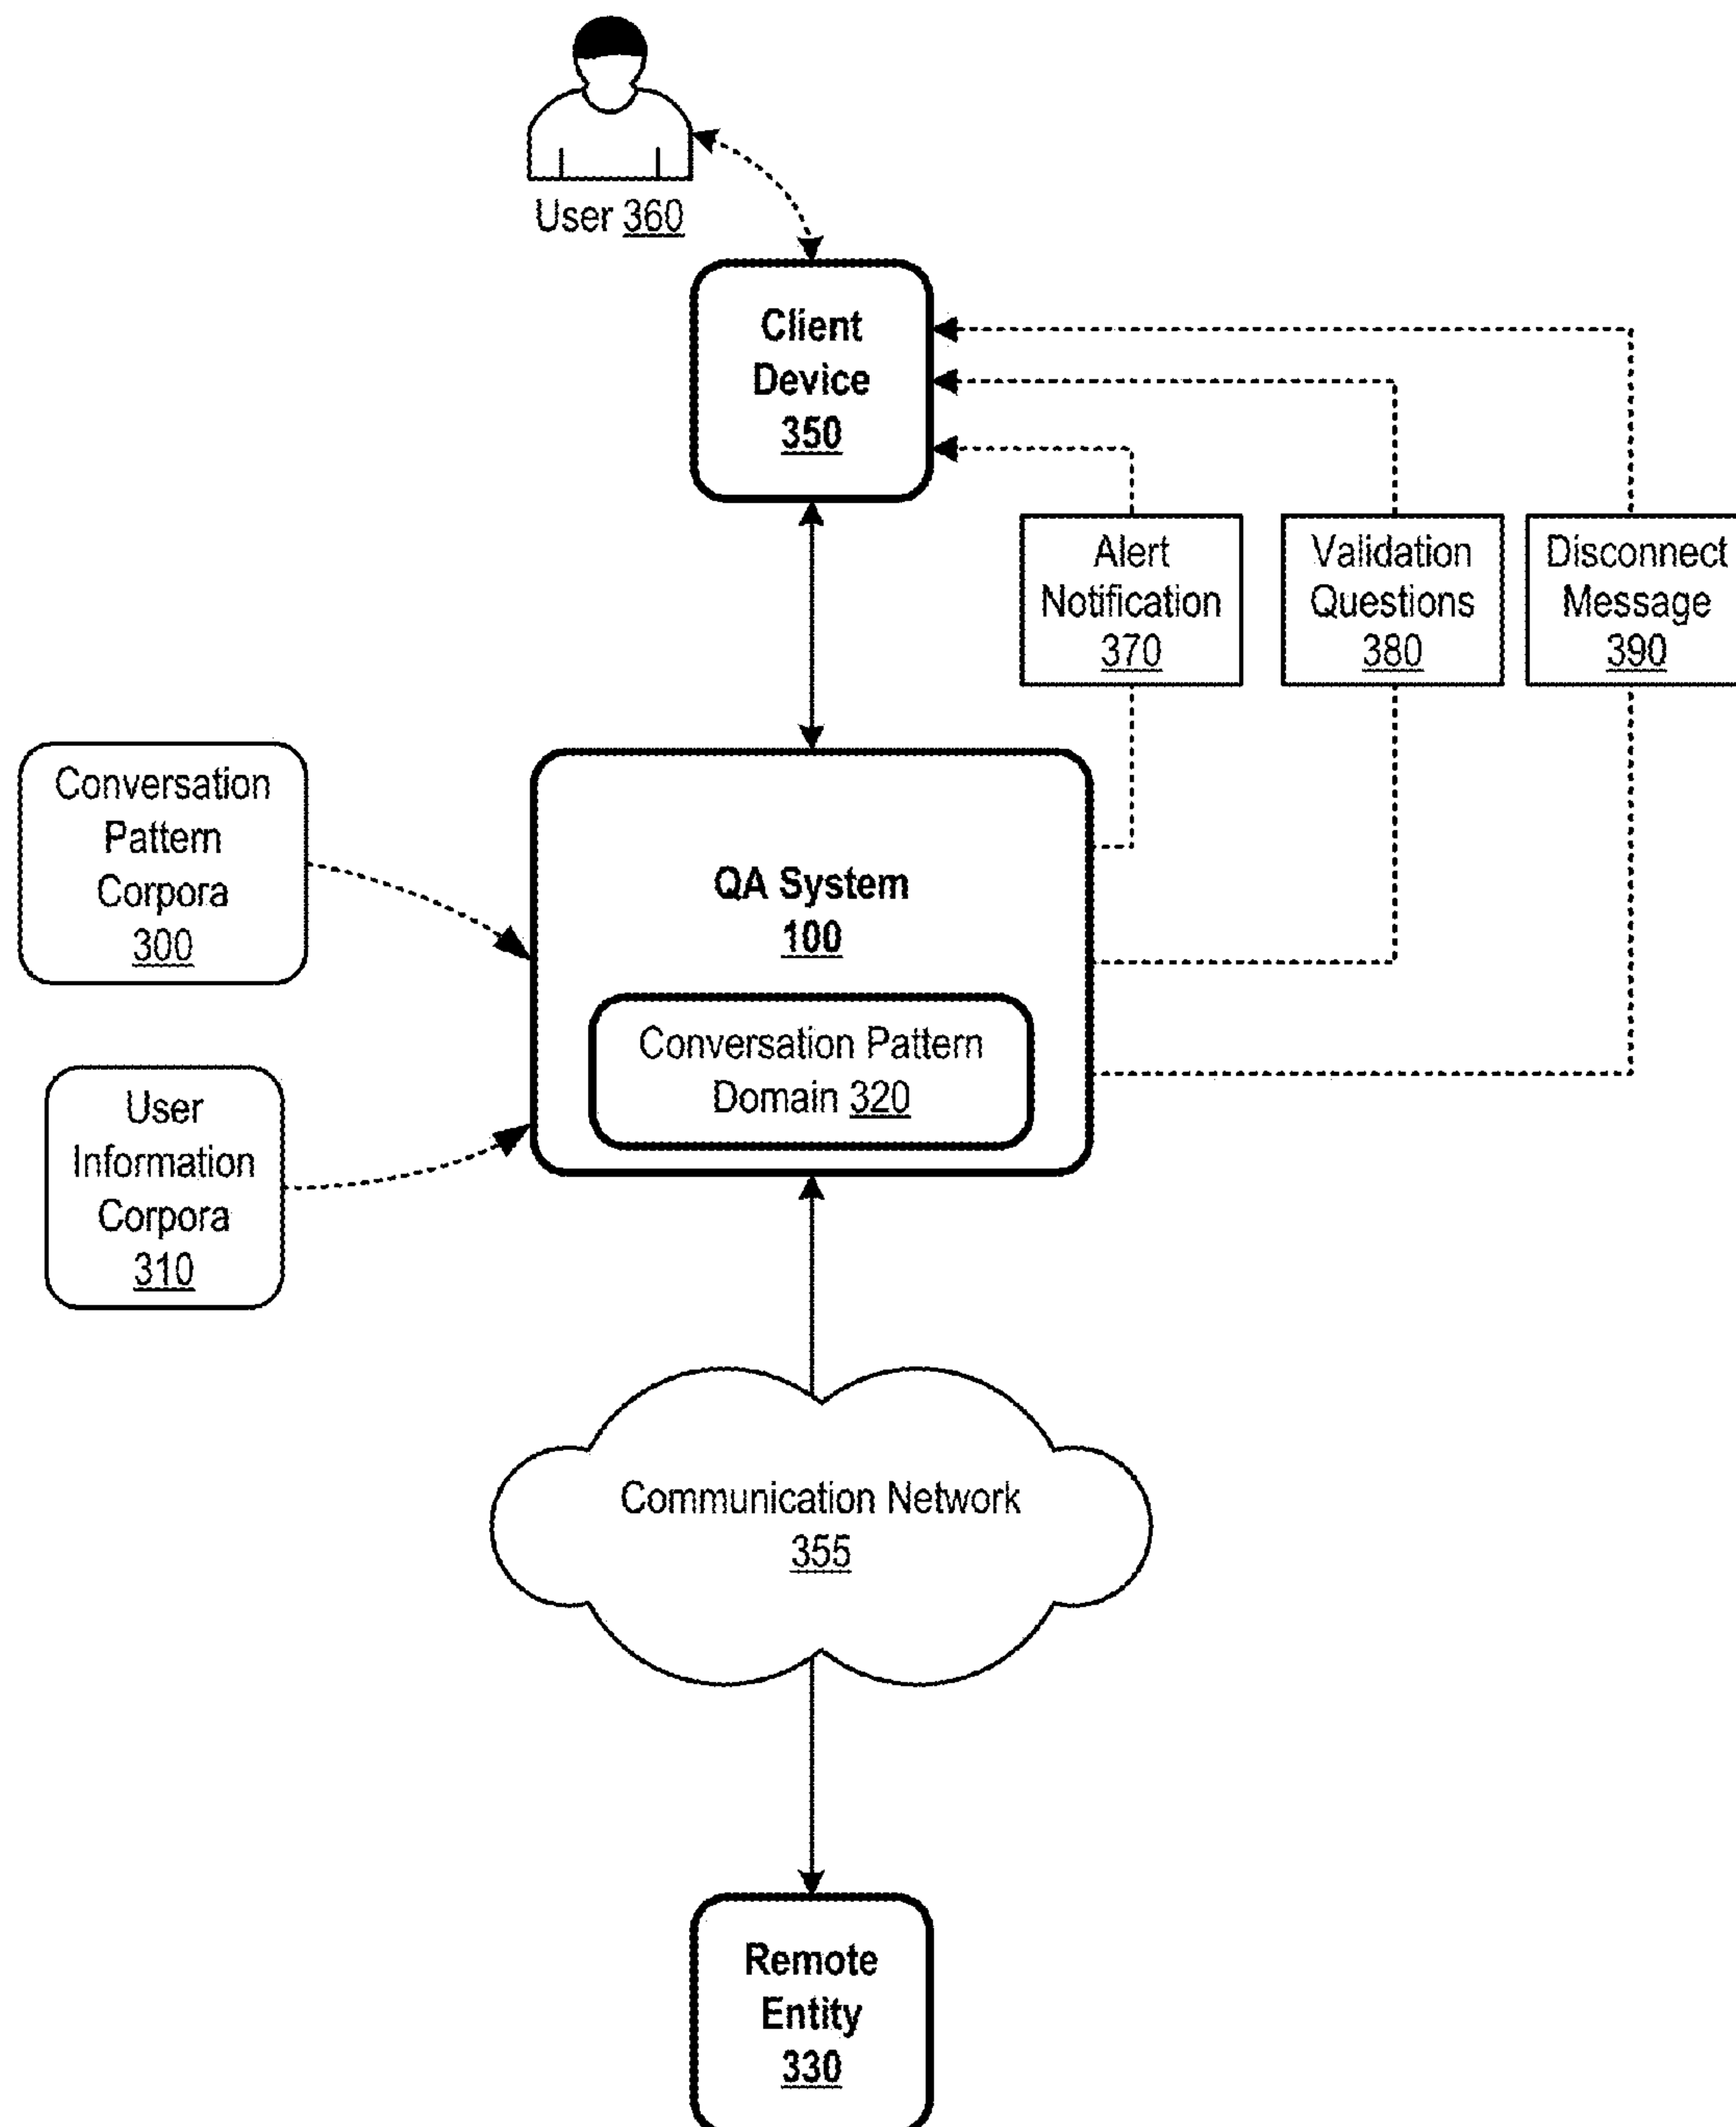 User 360
Client
Device
350
Alert
Notification
370
Validation
Questions
380
Disconnect
Message
390
Conversation
Pattern
Corpora
300
QA System
100
Conversation Pattern
Domain 320
User
Information
Corpora
310
Communication Network
355
Remote
Entity
330